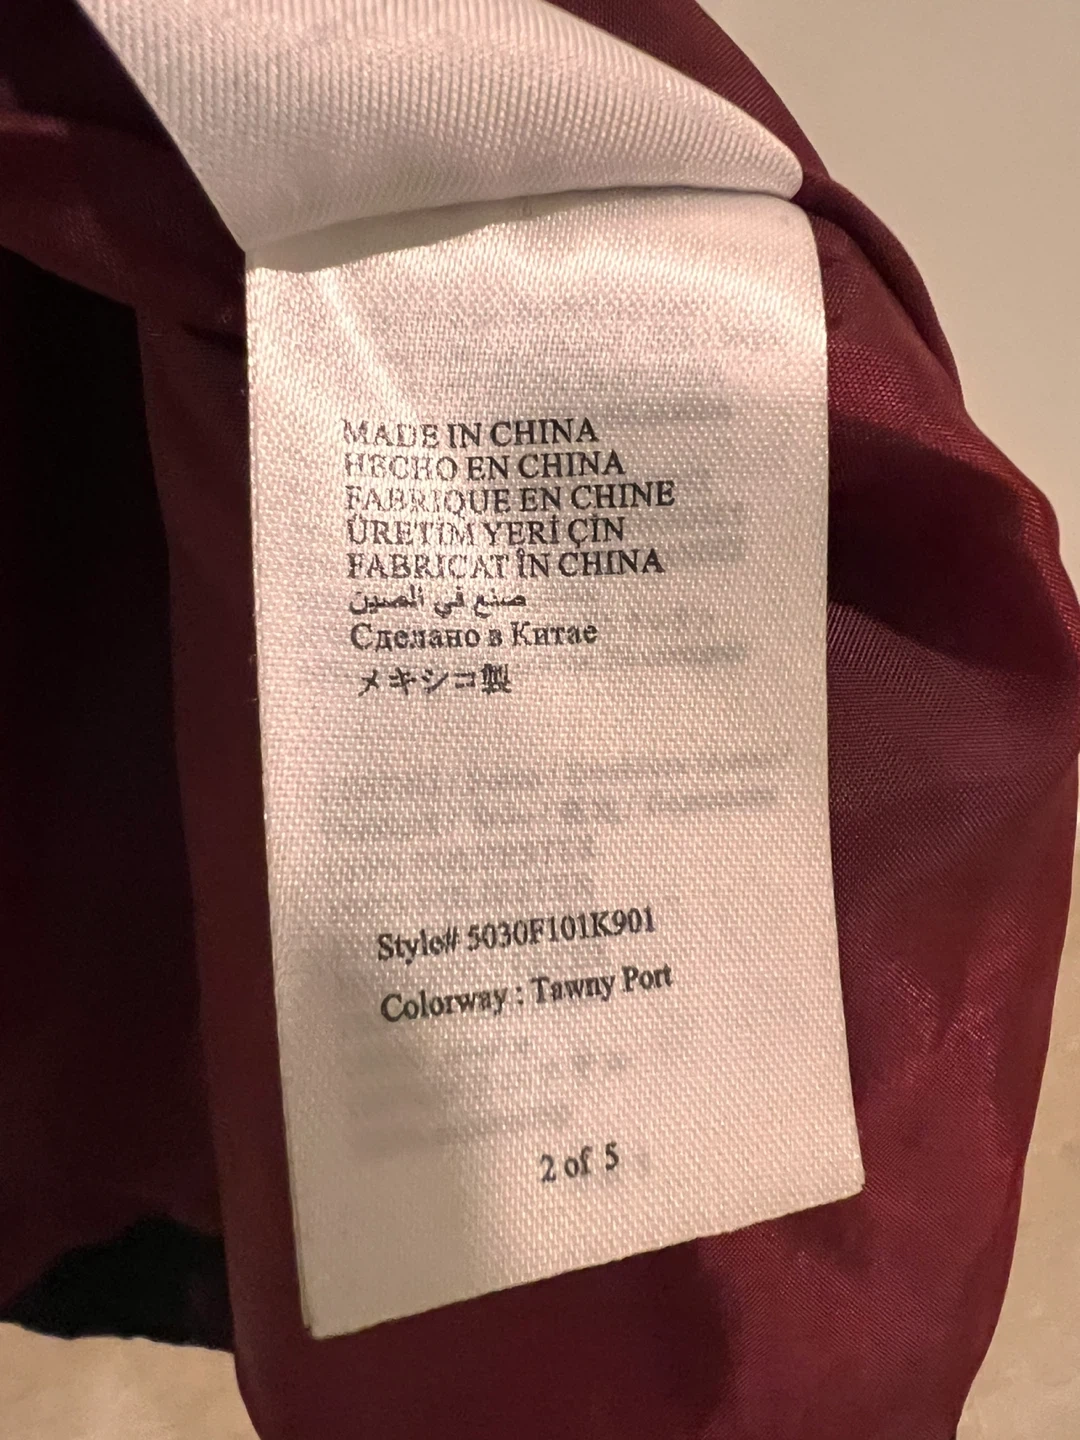 MADE IN CHINA
HECHO EN CHINA
FABRIQUE EN CHINE
ÜRETIM YERİ ÇİN
FABRICAT ÎN CHINA
صنع في الصين
Сделано в Китае
メキシコ製
Style# 5030F101K901
Colorway : Tawny Port
2 of 5